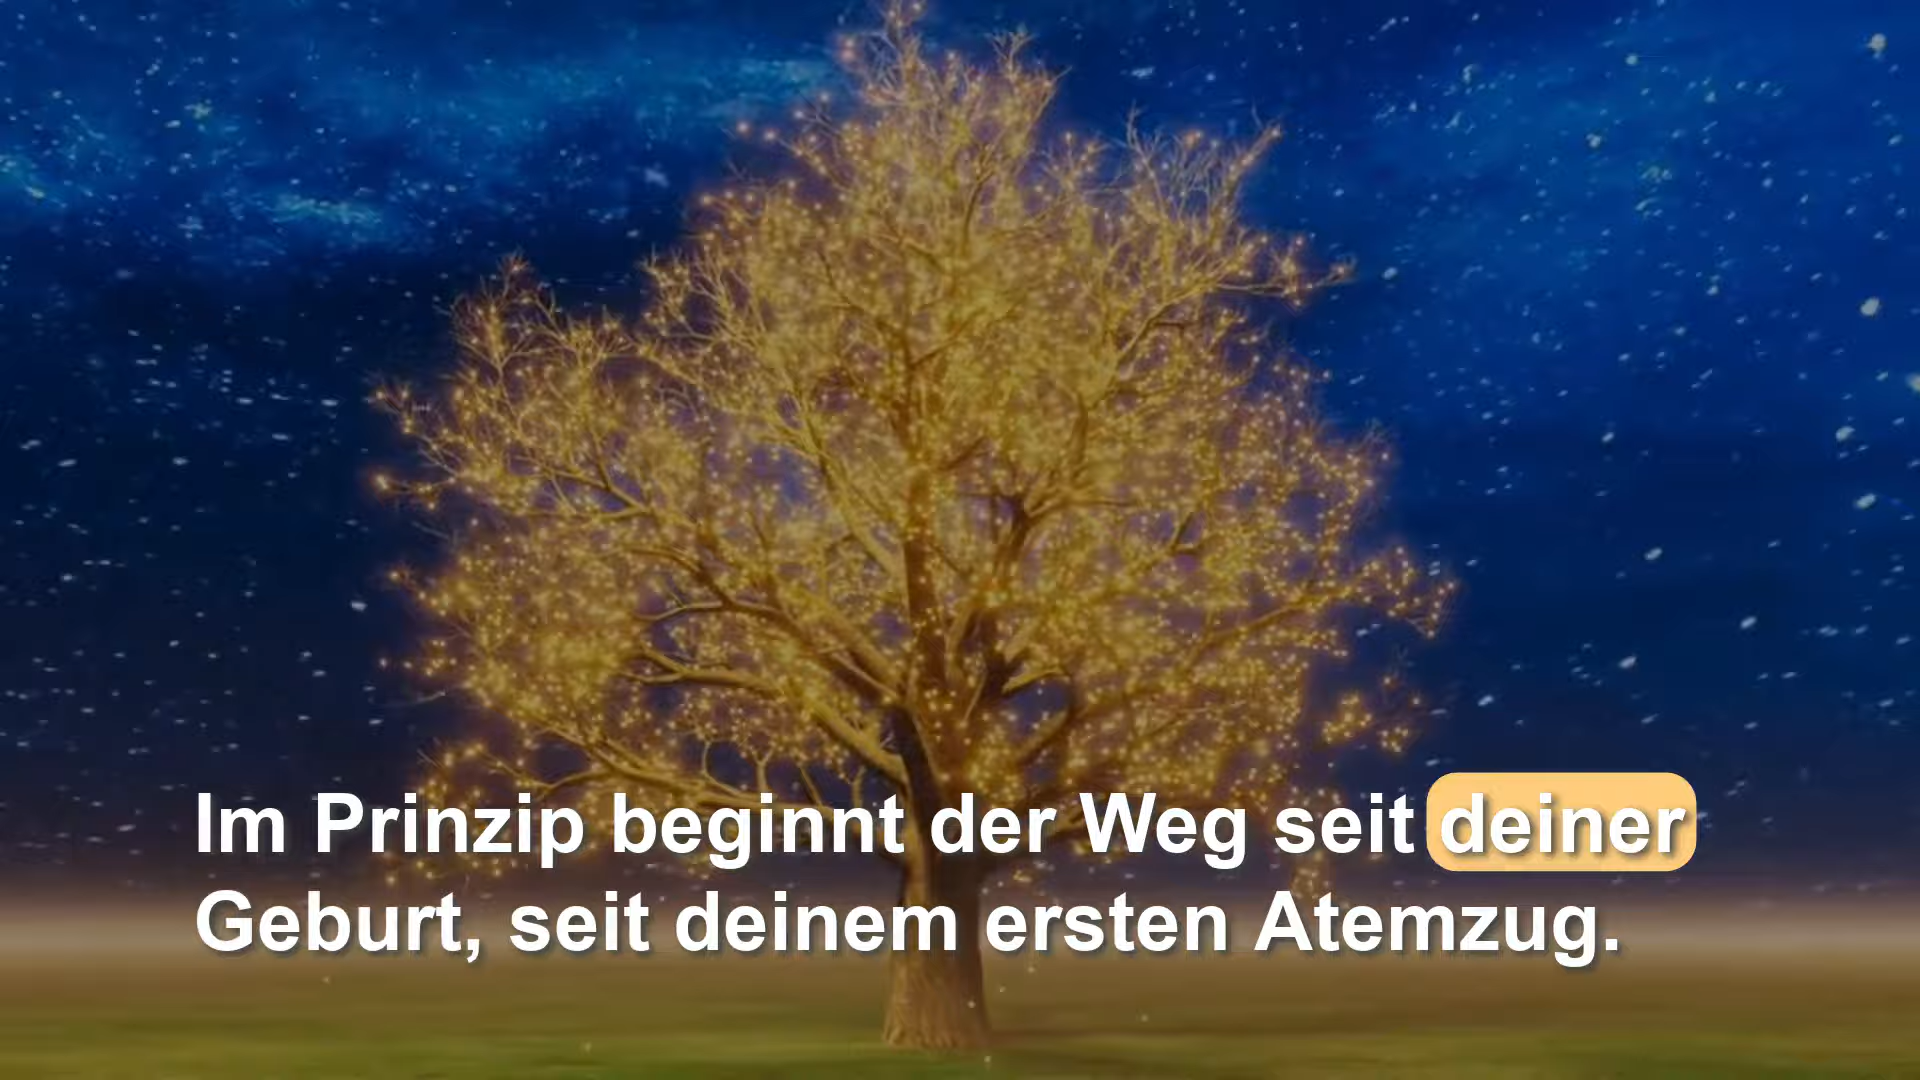 Im Prinzip beginnt der Weg seit deiner
Geburt, seit deinem ersten Atemzug.